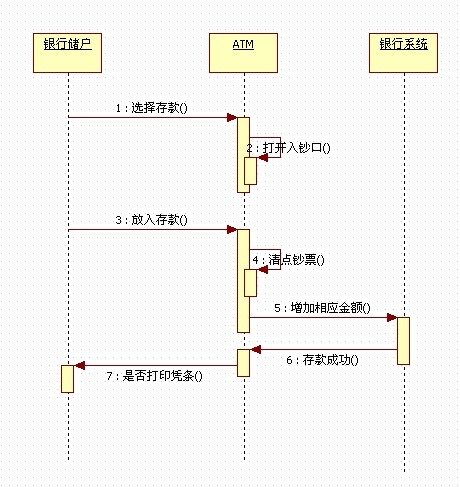 银行储户
ATM
银行系统
1 : 选择存款()
2 : 打开入钞口()
3 : 放入存款()
4 : 清点钞票()
5 : 增加相应金额()
6 : 存款成功()
7 : 是否打印凭条()